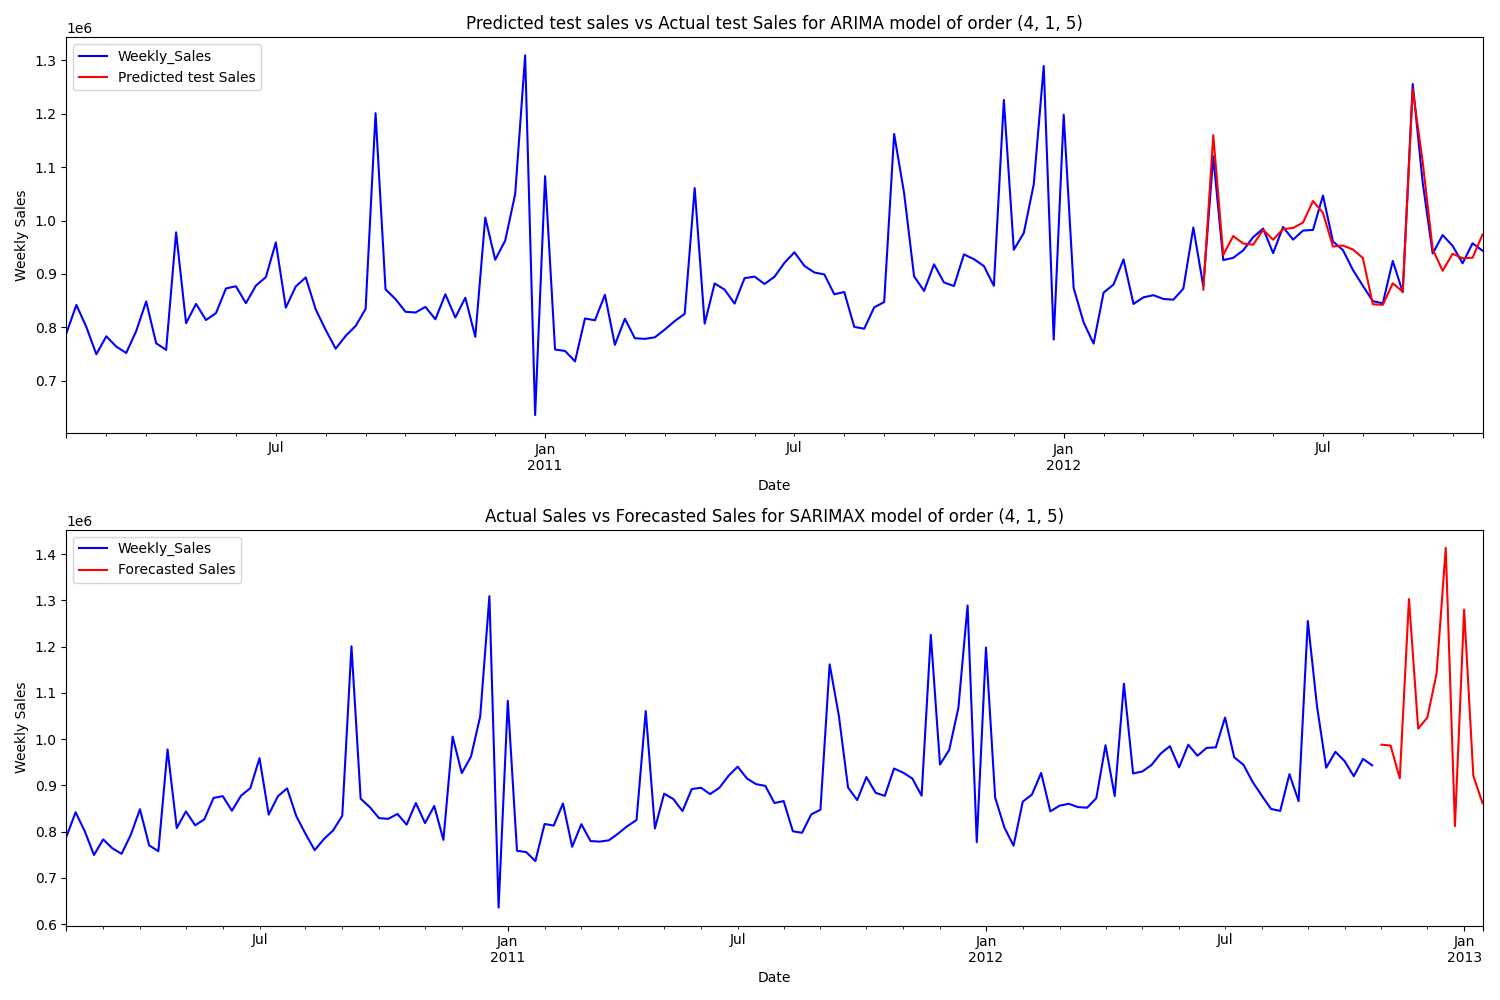 Predicted test sales vs Actual test Sales for ARIMA model of order (4, 1, 5)
1e6
Weekly_Sales
Predicted test Sales
1.3
1.2
1.1
1.0
0.9
0.8
0.7
Weekly Sales
Jul
Jan
2011
Jul
Jan
2012
Jul
Date
Actual Sales vs Forecasted Sales for SARIMAX model of order (4, 1, 5)
1e6
Weekly_Sales
Forecasted Sales
1.4
1.3
1.2
1.1
1.0
0.9
0.8
0.7
0.6
Weekly Sales
Jul
Jan
2011
Jul
Jan
2012
Jul
Jan
2013
Date